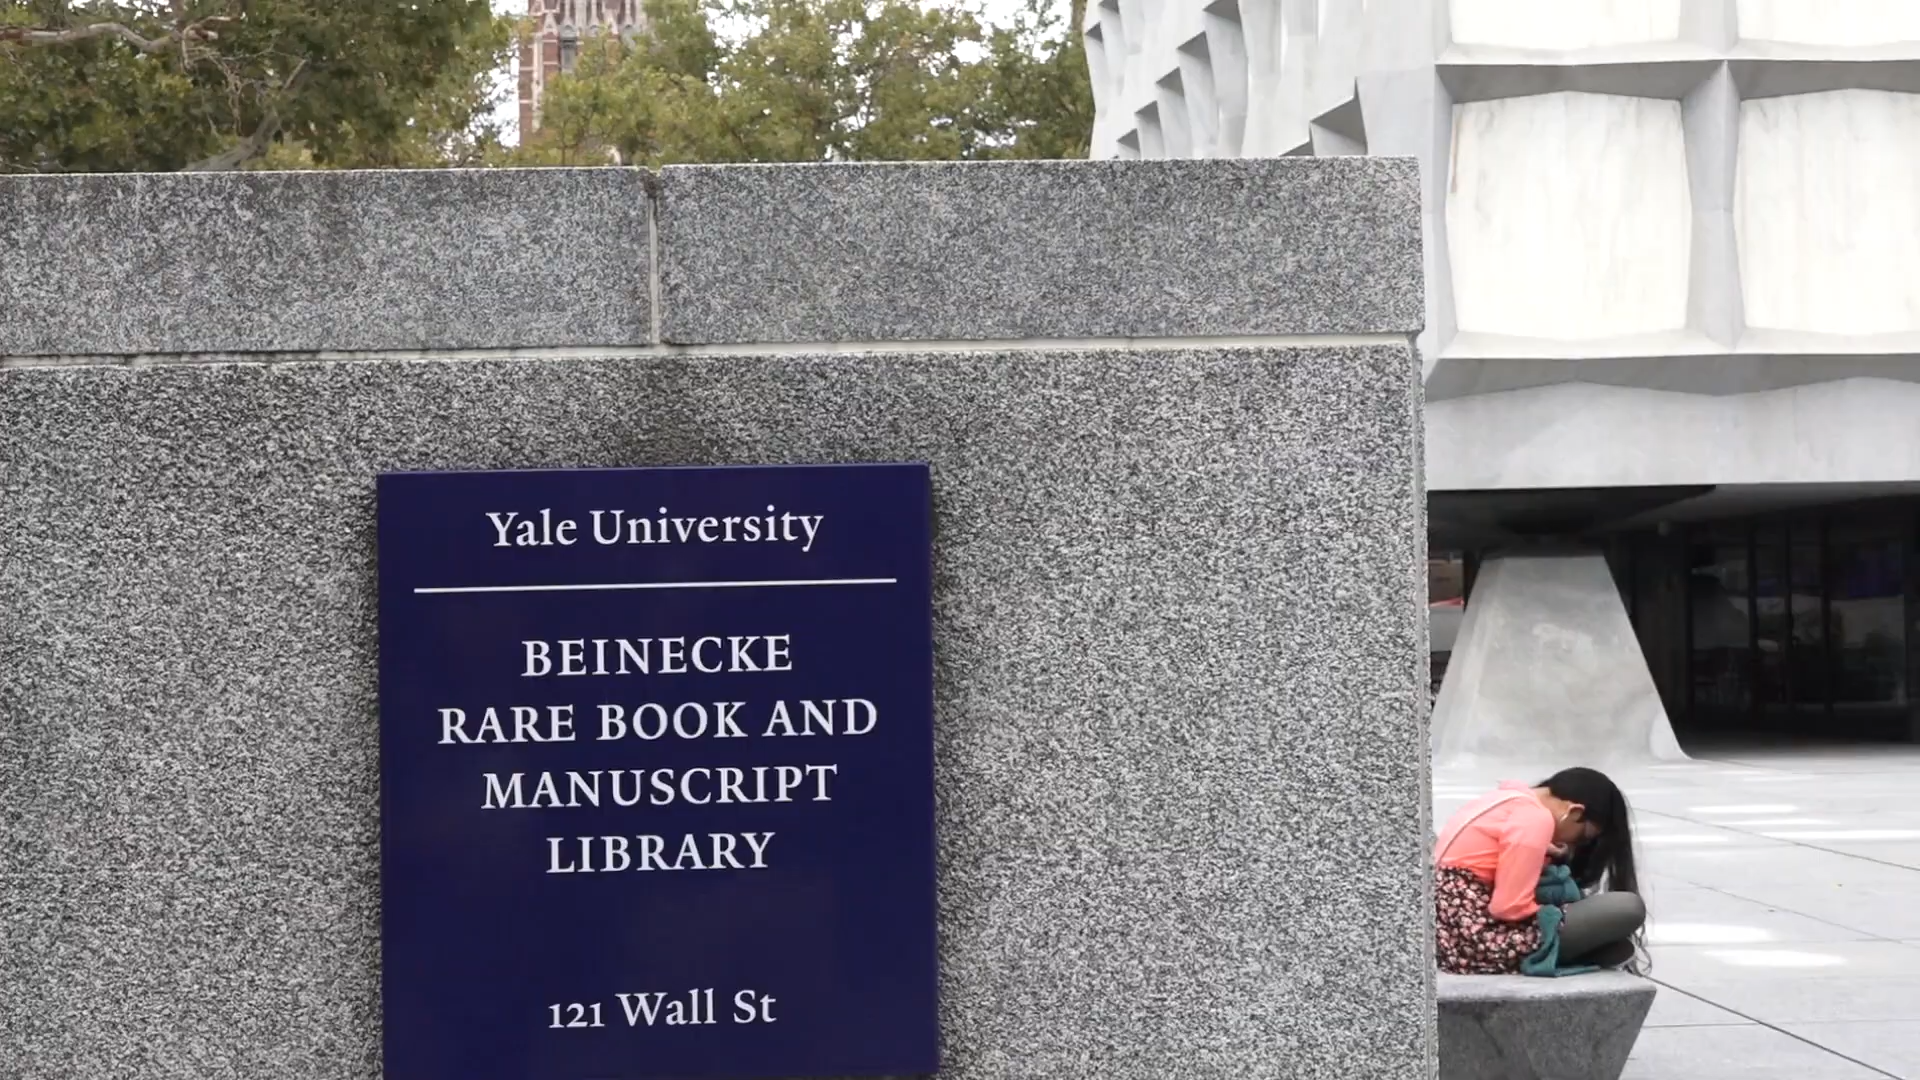 Yale University
BEINECKE
RARE BOOK AND
MANUSCRIPT
LIBRARY
121 Wall St